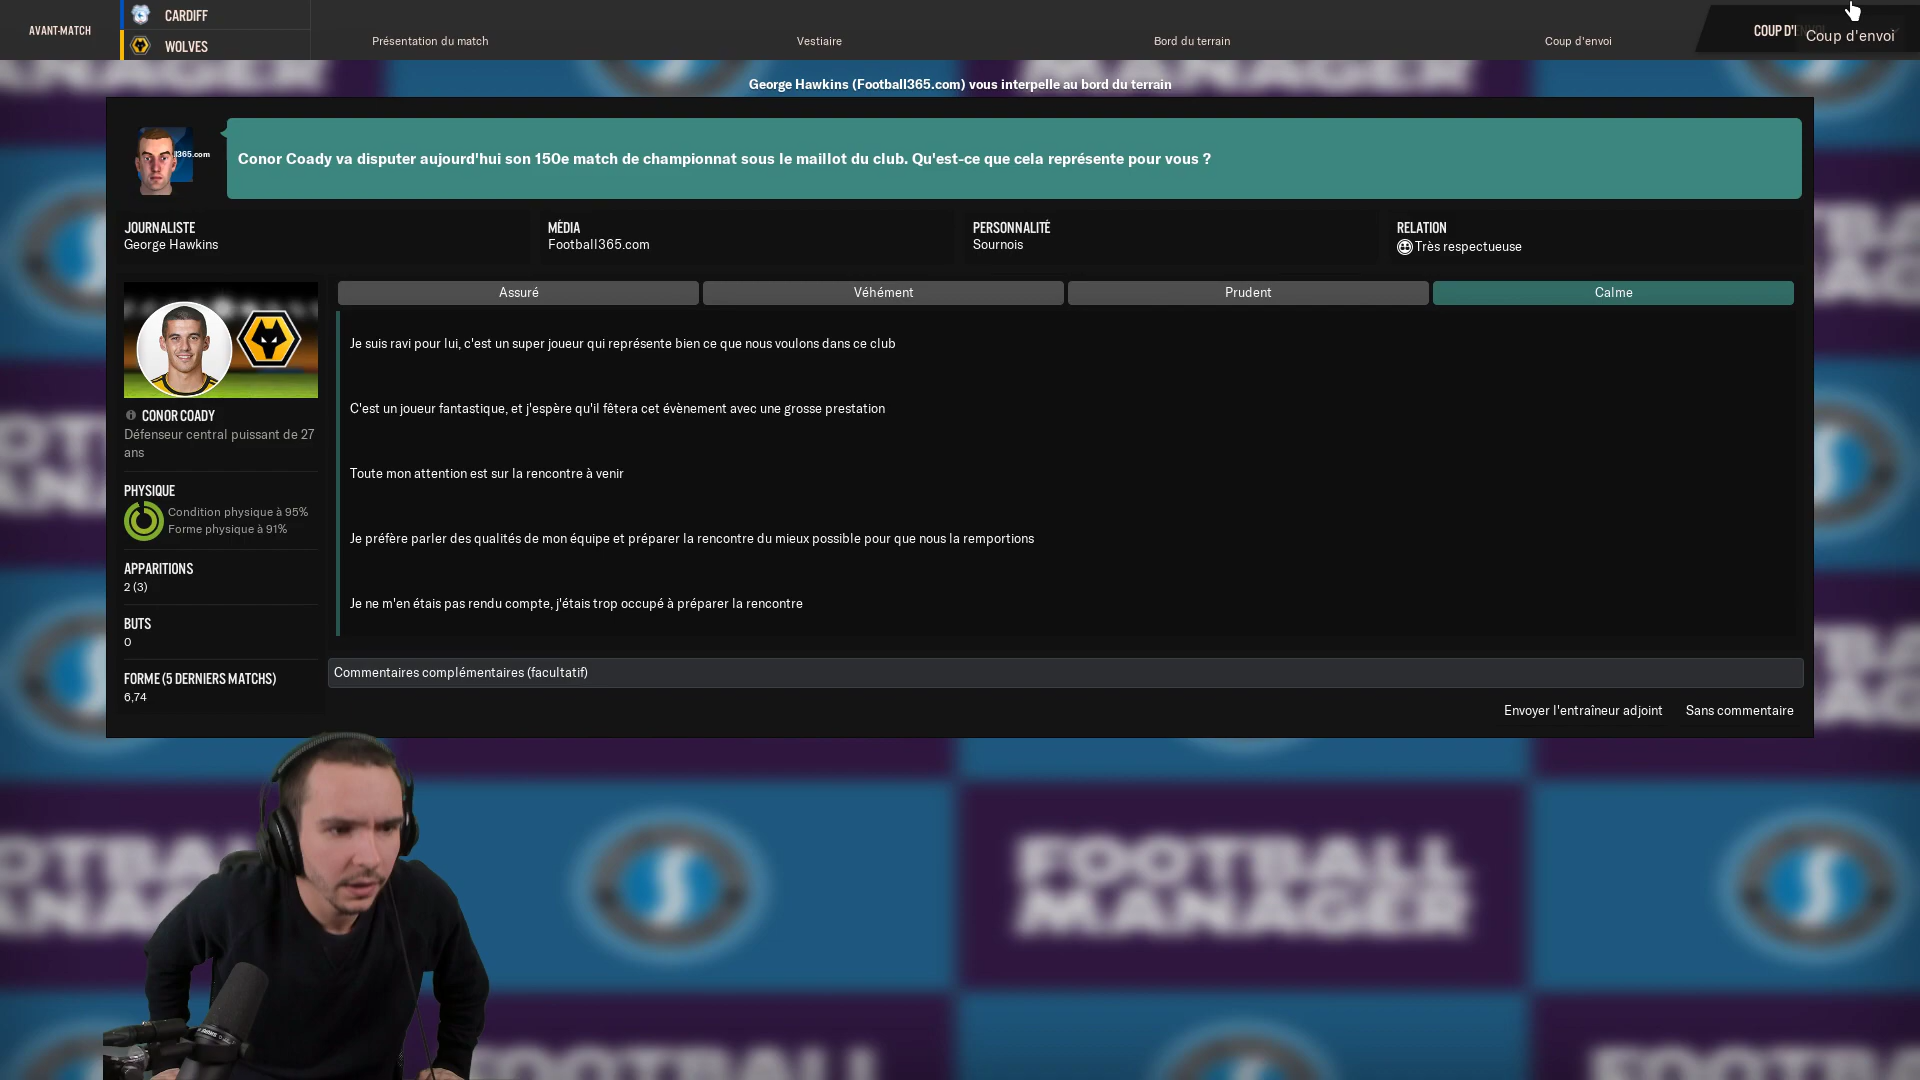 AVANT-MATCH
CARDIFF
WOLVES
Présentation du match
Vestiaire
Bord du terrain
Coup d'envoi
COUP D'
Coup d'envoi
George Hawkins (Football365.com) vous interpelle au bord du terrain
l365.com
Conor Coady va disputer aujourd'hui son 150e match de championnat sous le maillot du club. Qu'est-ce que cela représente pour vous ?
JOURNALISTE
George Hawkins
MÉDIA
Football365.com
PERSONNALITÉ
Sournois
RELATION
Très respectueuse
Assuré
Véhément
Prudent
Calme
CONOR COADY
Défenseur central puissant de 27
ans
PHYSIQUE
Condition physique à 95%
Forme physique à 91%
APPARITIONS
2 (3)
BUTS
0
FORME (5 DERNIERS MATCHS)
6,74
Je suis ravi pour lui, c'est un super joueur qui représente bien ce que nous voulons dans ce club
C'est un joueur fantastique, et j'espère qu'il fêtera cet évènement avec une grosse prestation
Toute mon attention est sur la rencontre à venir
Je préfère parler des qualités de mon équipe et préparer la rencontre du mieux possible pour que nous la remportions
Je ne m'en étais pas rendu compte, j'étais trop occupé à préparer la rencontre
Commentaires complémentaires (facultatif)
Envoyer l'entraîneur adjoint
Sans commentaire
FOOTBALL
MANAGER